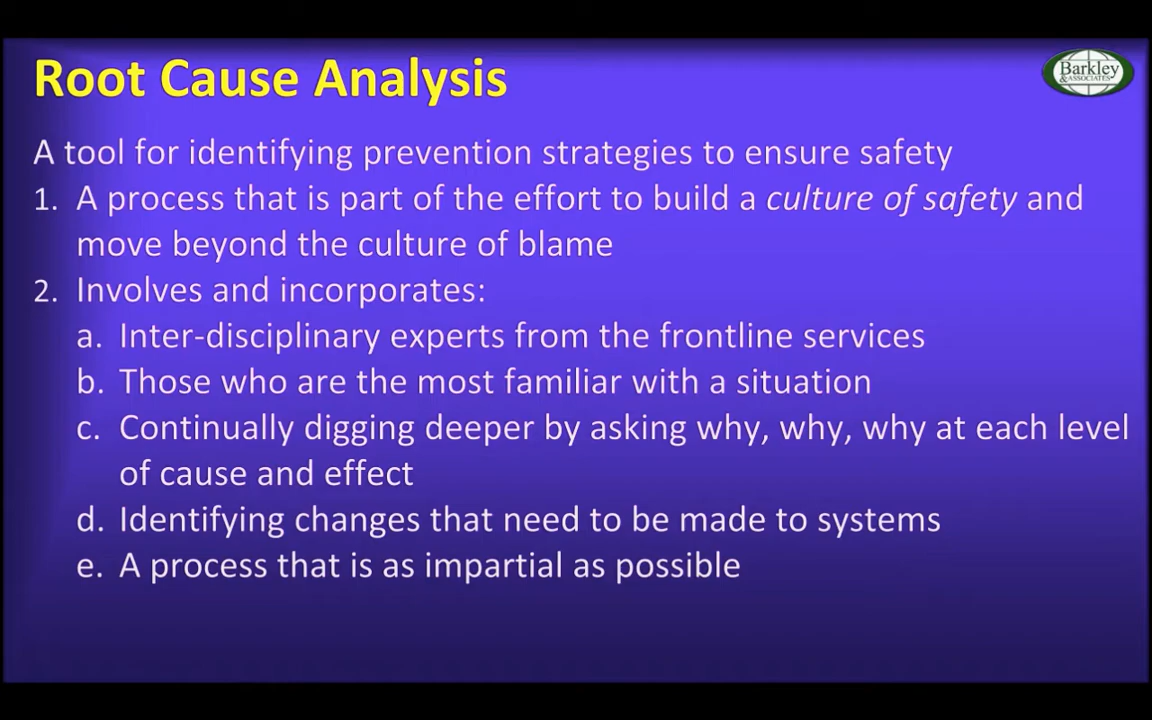 Root Cause Analysis
Barkley
&ASSOCIATES
A tool for identifying prevention strategies to ensure safety
1. A process that is part of the effort to build a culture of safety and
move beyond the culture of blame
2. Involves and incorporates:
a. Inter-disciplinary experts from the frontline services
b. Those who are the most familiar with a situation
c. Continually digging deeper by asking why, why, why at each level
of cause and effect
d. Identifying changes that need to be made to systems
e. A process that is as impartial as possible